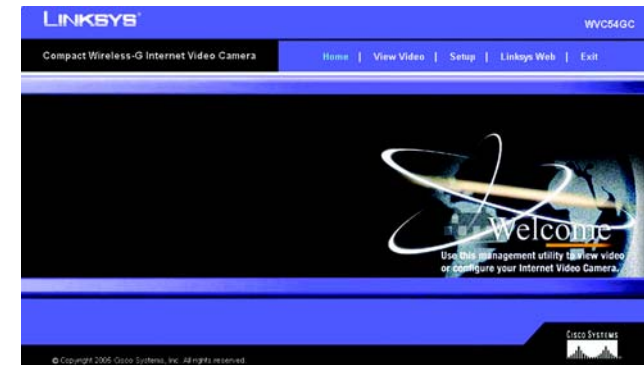 LINKSYS®
WVC54GC
Compact Wireless-G Internet Video Camera
Home | View Video | Setup | Linksys Web | Exit
Welcome
Use this management utility to view video
or configure your Internet Video Camera.
CISCO SYSTEMS
© Copyright 2005 Cisco Systems, Inc. All rights reserved.